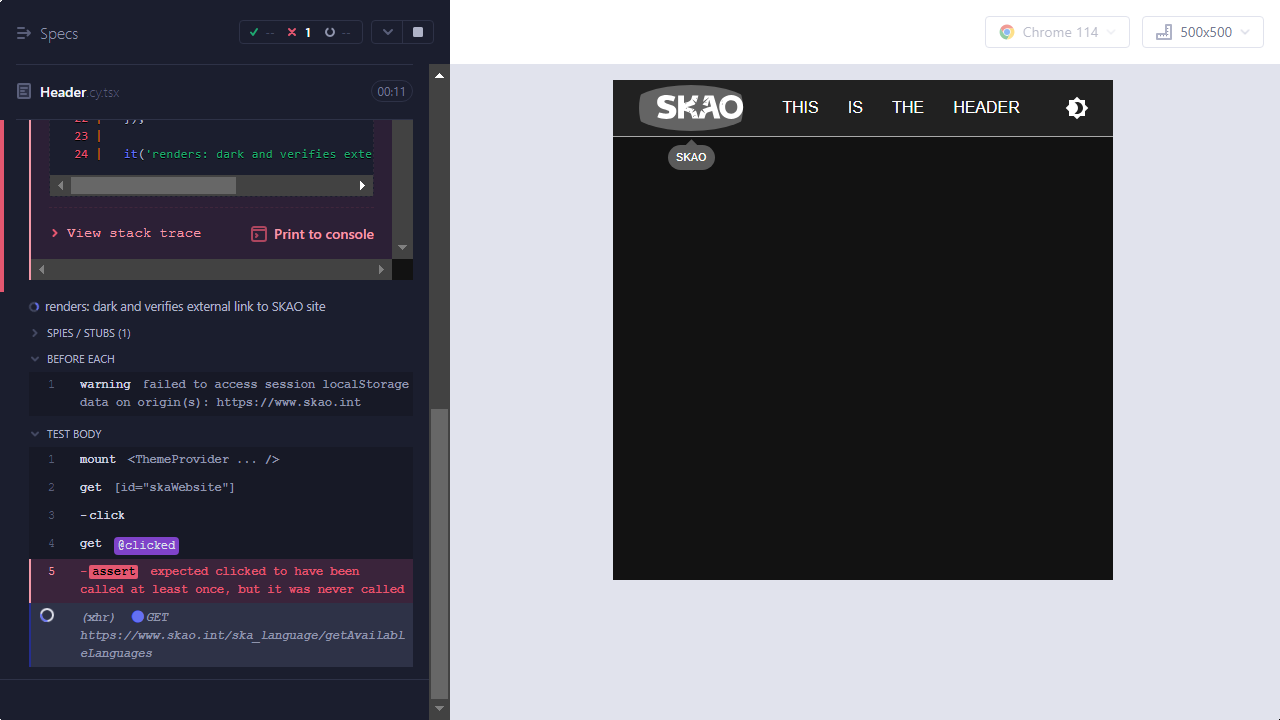 Specs
-- 1 --
Chrome 114
500x500
Header.cy.tsx
00:11
22 | });
23 |
24 | it('renders: dark and verifies exte
View stack trace
Print to console
renders: dark and verifies external link to SKAO site
SPIES / STUBS (1)
BEFORE EACH
1 warning failed to access session localStorage
data on origin(s): https://www.skao.int
TEST BODY
1 mount <ThemeProvider ... />
2 get [id="skaWebsite"]
3 -click
4 get @clicked
5 -assert expected clicked to have been
called at least once, but it was never called
(xhr) GET
https://www.skao.int/ska_language/getAvailabl
eLanguages
SKAO THIS IS THE HEADER
SKAO